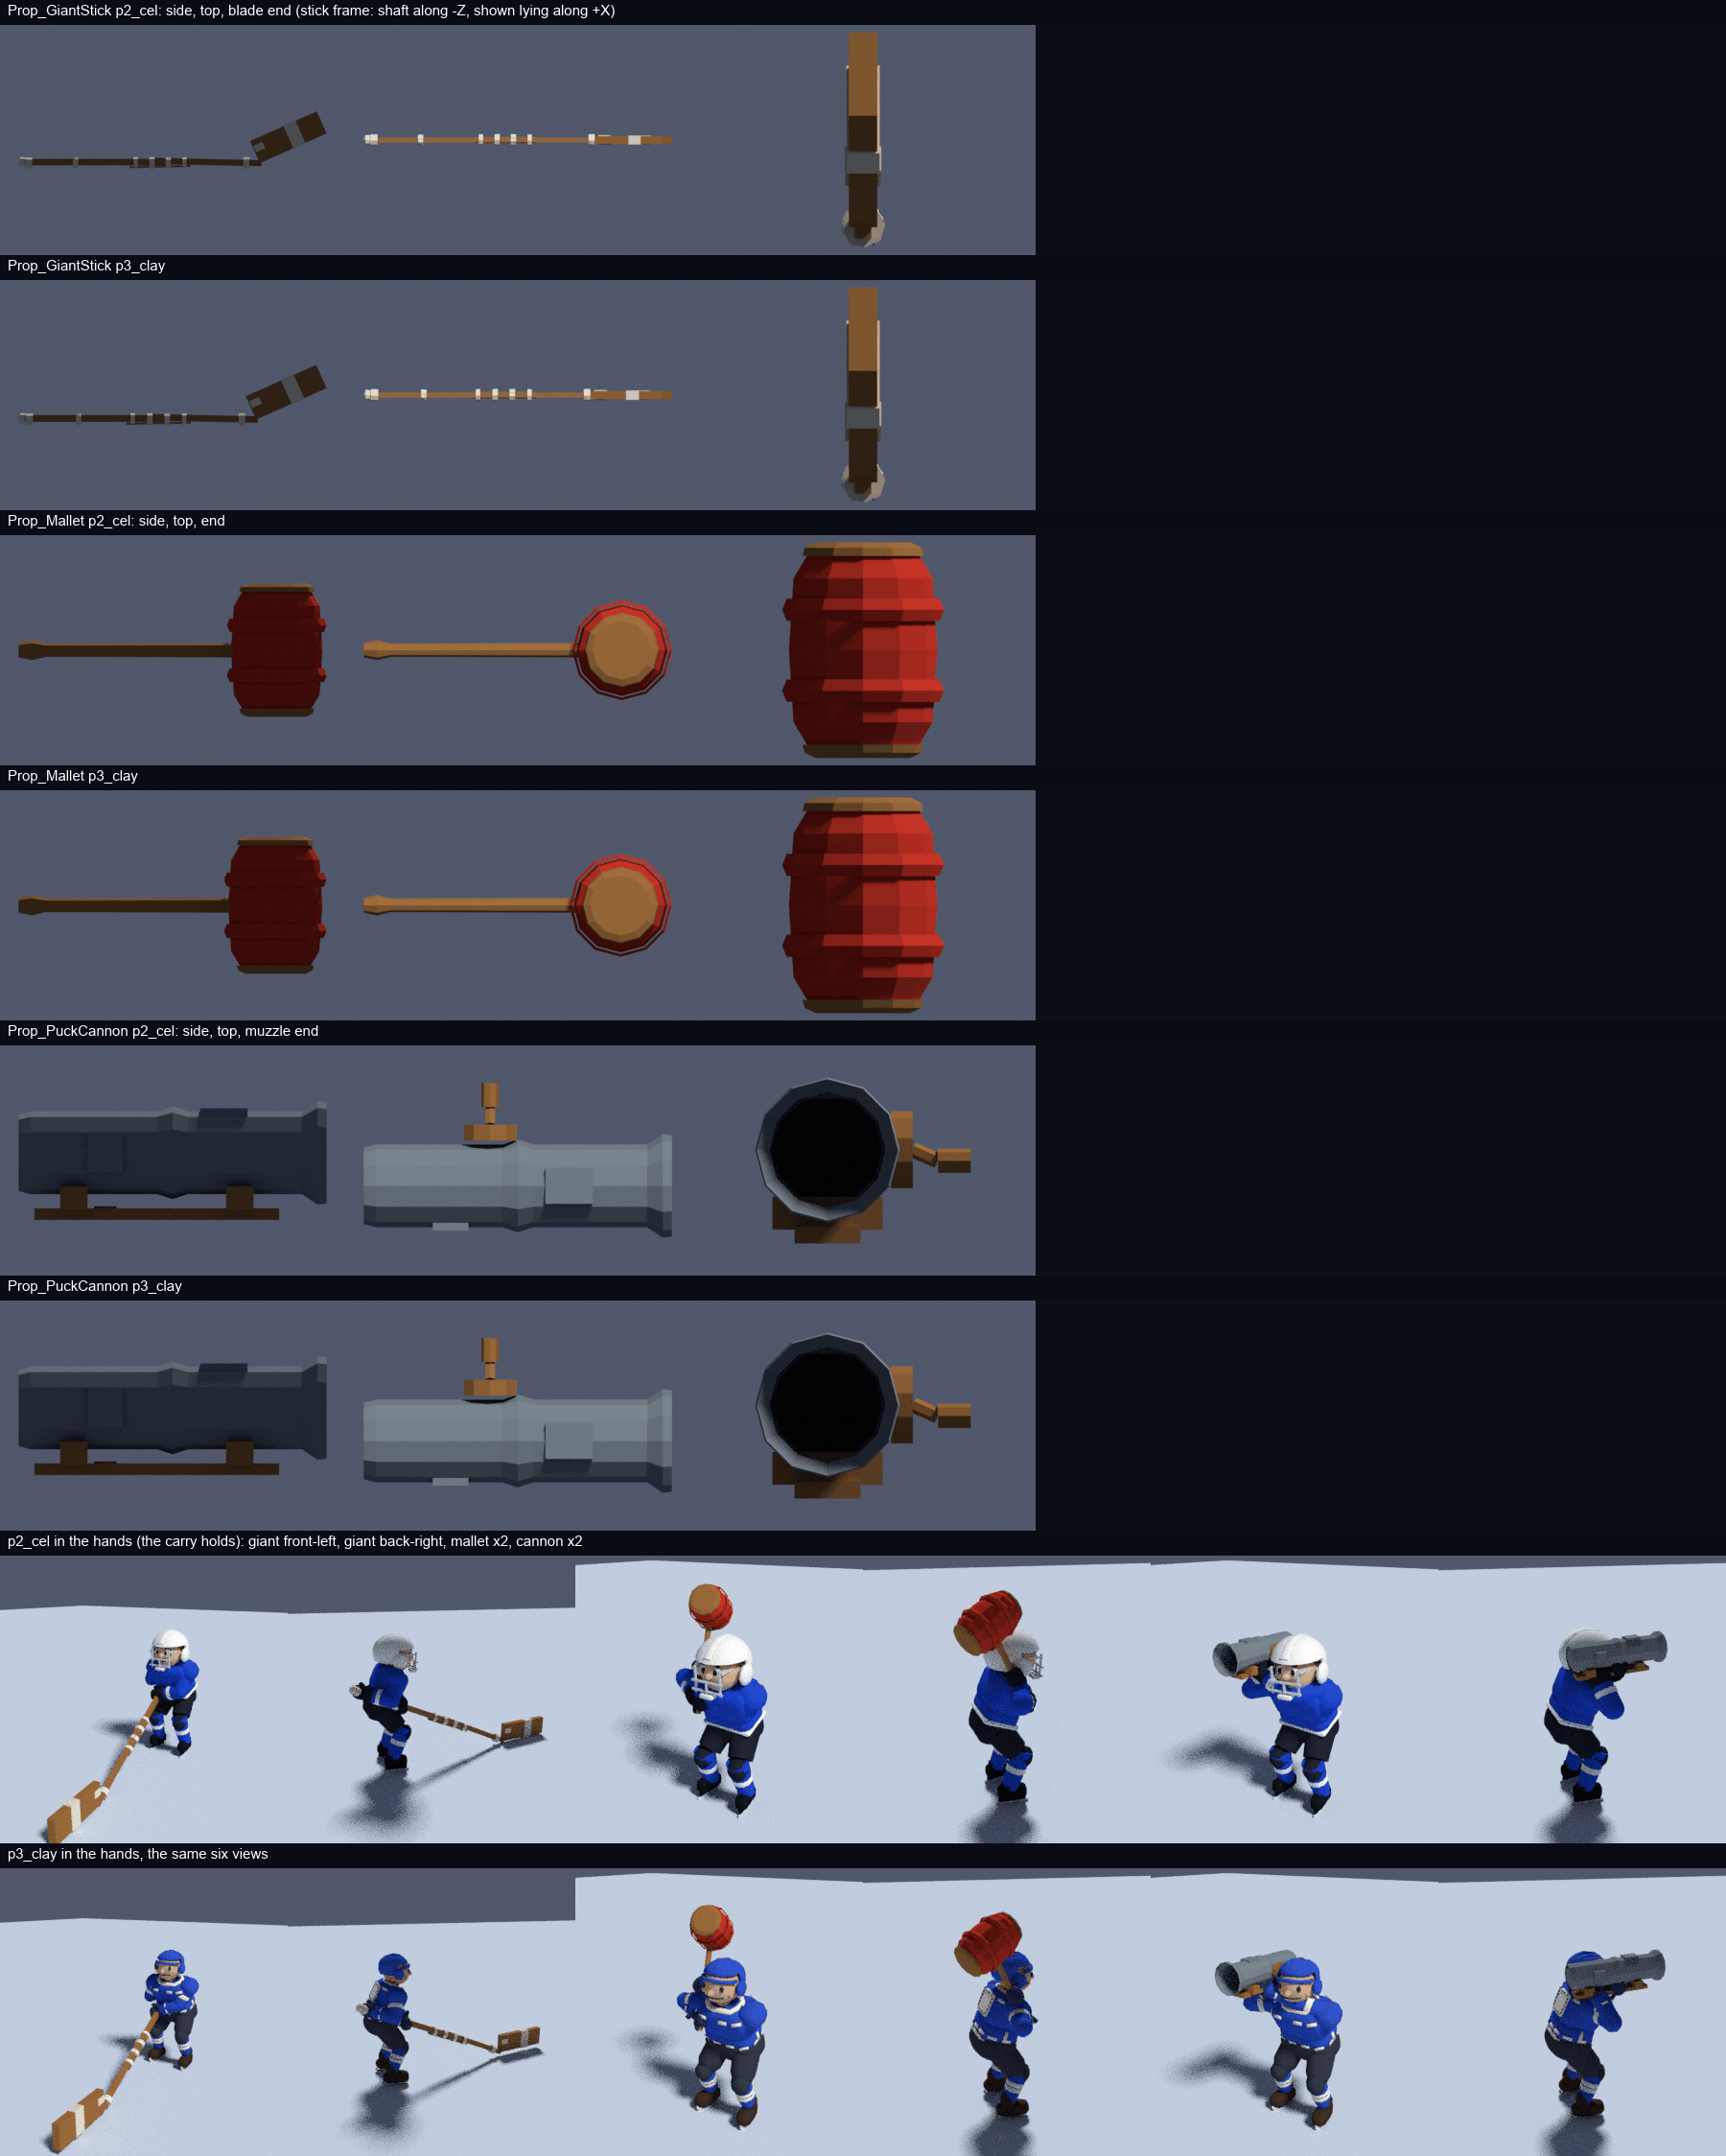 Prop_GiantStick p2_cel: side, top, blade end (stick frame: shaft along -Z, shown lying along +X)
Prop_GiantStick p3_clay
Prop_Mallet p2_cel: side, top, end
Prop_Mallet p3_clay
Prop_PuckCannon p2_cel: side, top, muzzle end
Prop_PuckCannon p3_clay
p2_cel in the hands (the carry holds): giant front-left, giant back-right, mallet x2, cannon x2
p3_clay in the hands, the same six views